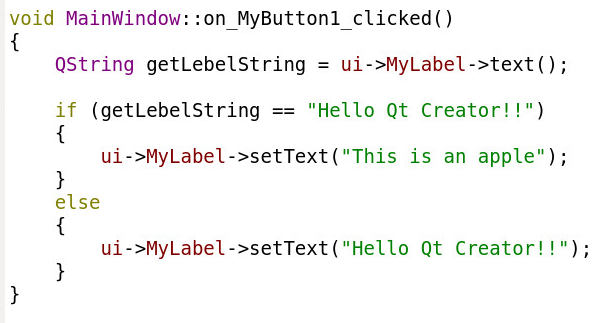 void MainWindow::on_MyButton1_clicked()
{
    QString getLebelString = ui->MyLabel->text();

    if (getLebelString == "Hello Qt Creator!!")
    {
        ui->MyLabel->setText("This is an apple");
    }
    else
    {
        ui->MyLabel->setText("Hello Qt Creator!!");
    }
}